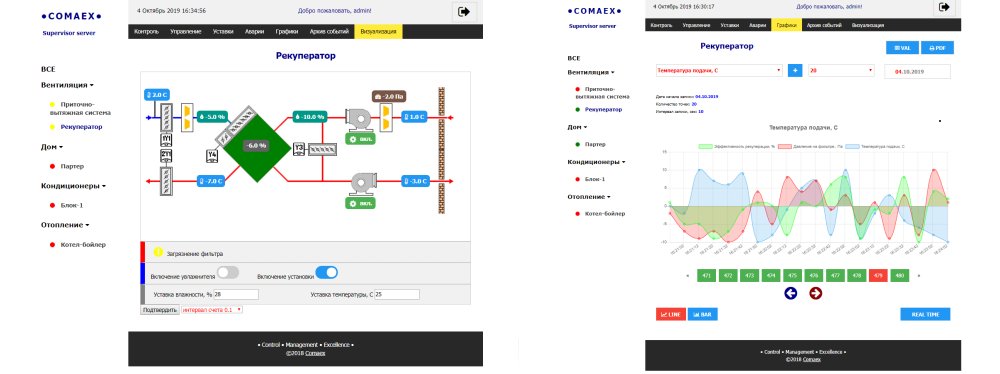 •COMAEX•
Supervisor server
4 Октябрь 2019 16:34:56
Добро пожаловать, admin!
Контроль Управление Уставки Аварии Графики Архив событий Визуализация
Рекуператор
ВСЕ
Вентиляция
Приточно-
вытяжная система
Рекуператор
Дом
Партер
Кондиционеры
Блок-1
Отопление
Котел-бойлер
2.0 C
-5.0 %
-10.0 %
-2.0 Па
1.0 C
ВКЛ.
-6.0 %
Y4
Y3
-7.0 C
-3.0 C
ВКЛ.
Загрязнение фильтра
Включение увлажнителя
Включение установки
Уставка влажности, % 28
Уставка температуры, C 25
Подтвердить интервал счета 0.1
• Control • Management • Excellence •
©2018 Comaex
•COMAEX•
Supervisor server
4 Октябрь 2019 16:30:17
Добро пожаловать, admin!
Контроль Управление Уставки Аварии Графики Архив событий Визуализация
Рекуператор
VAL PDF
ВСЕ
Вентиляция
Приточно-
вытяжная система
Рекуператор
Дом
Партер
Кондиционеры
Блок-1
Отопление
Котел-бойлер
Температура подачи, C
+
20
04.10.2019
Дата начала записи: 04.10.2019
Количество точек: 20
Интервал записи, сек: 10
Температура подачи, C
Эффективность рекуперации, % Давление на фильтре, Па Температура подачи, C
15
10
5
0
-5
-10
« 471 472 473 474 475 476 477 478 479 480 »
LINE BAR
REAL TIME
• Control • Management • Excellence •
©2018 Comaex